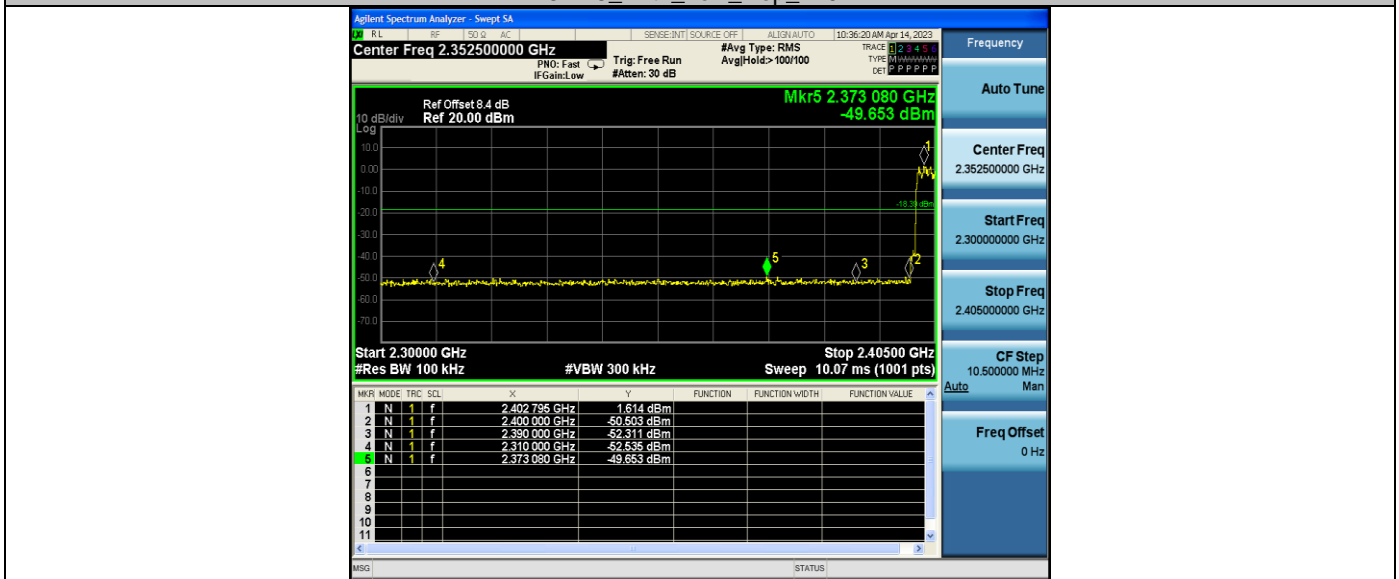 Agilent Spectrum Analyzer - Swept SA
RL RF 50 Ω AC SENSE:INT SOURCE OFF ALIGN AUTO 10:36:20 AM Apr 14, 2023
Center Freq 2.352500000 GHz
PNO: Fast
IFGain:Low
Trig: Free Run
#Atten: 30 dB
#Avg Type: RMS
Avg|Hold:>100/100
TRACE 1 2 3 4 5 6
TYPE M WWWWW
DET P P P P P P
Mkr5 2.373 080 GHz
-49.653 dBm
Ref Offset 8.4 dB
10 dB/div Ref 20.00 dBm
Log
10.0
0.00
-10.0
-20.0
-30.0
-40.0
-50.0
-60.0
-70.0
1
-18.39 dBm
4
5
3
2
Start 2.30000 GHz Stop 2.40500 GHz
#Res BW 100 kHz #VBW 300 kHz Sweep 10.07 ms (1001 pts)
MKR MODE TRC SCL X Y FUNCTION FUNCTION WIDTH FUNCTION VALUE
1 N 1 f 2.402 795 GHz 1.614 dBm
2 N 1 f 2.400 000 GHz -50.503 dBm
3 N 1 f 2.390 000 GHz -52.311 dBm
4 N 1 f 2.310 000 GHz -52.535 dBm
5 N 1 f 2.373 080 GHz -49.653 dBm
6
7
8
9
10
11
MSG STATUS
Frequency
Auto Tune
Center Freq
2.352500000 GHz
Start Freq
2.300000000 GHz
Stop Freq
2.405000000 GHz
CF Step
10.500000 MHz
Auto Man
Freq Offset
0 Hz